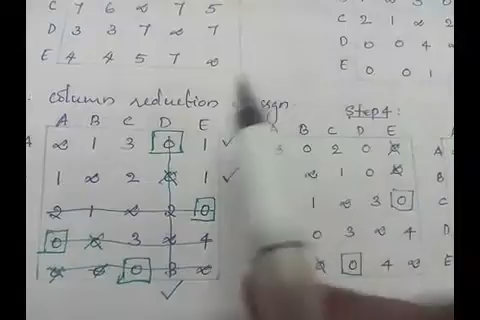 C 7 6 ∞ 7 5
D 3 3 7 ∞ 7
E 4 4 5 7 ∞
C 2 1 ∞ 2
D 0 0 4
E 0 0 1
column reduction
Step 4:
A B C D E
∞ 1 3 0 1 ✓
1 ∞ 2 0 1 ✓
2 1 ∞ 2 0
0 0 3 ∞ 4
0 0 0 3 ∞
✓
B C D E
0 2 0
∞ 1 0 0
1 ∞ 3 0
0 3 ∞ 4
0 0 4 ∞
A
B
C
D
E